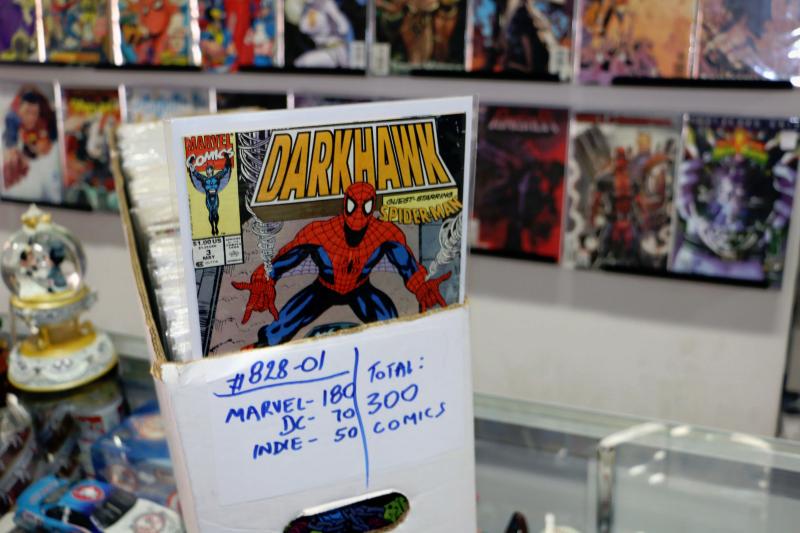 MARVEL
COMICS
DARKHAWK
GUEST-STARRING
SPIDER-MAN
$1.00 US
3
MAY
#828-01
MARVEL- 180
DC- 70
INDIE- 50
TOTAL:
300
COMICS